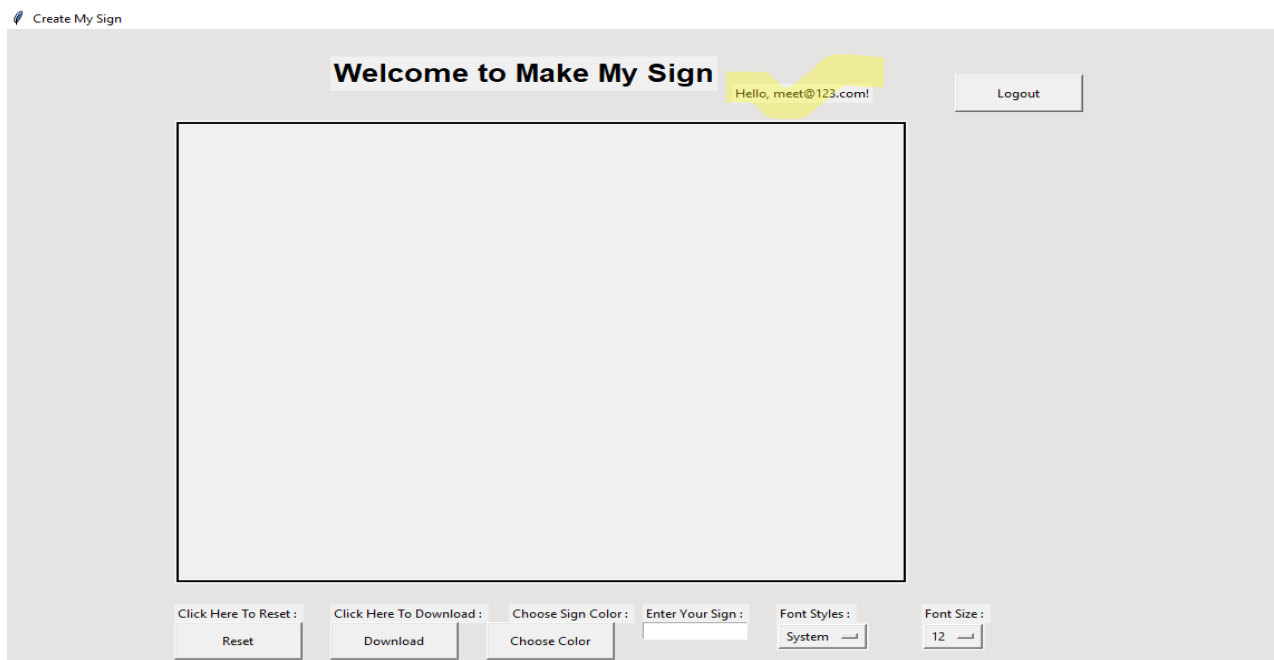 Create My Sign
Welcome to Make My Sign
Hello, meet@123.com!
Logout
Click Here To Reset :
Click Here To Download :
Choose Sign Color :
Enter Your Sign :
Font Styles :
Font Size :
Reset
Download
Choose Color
System
12